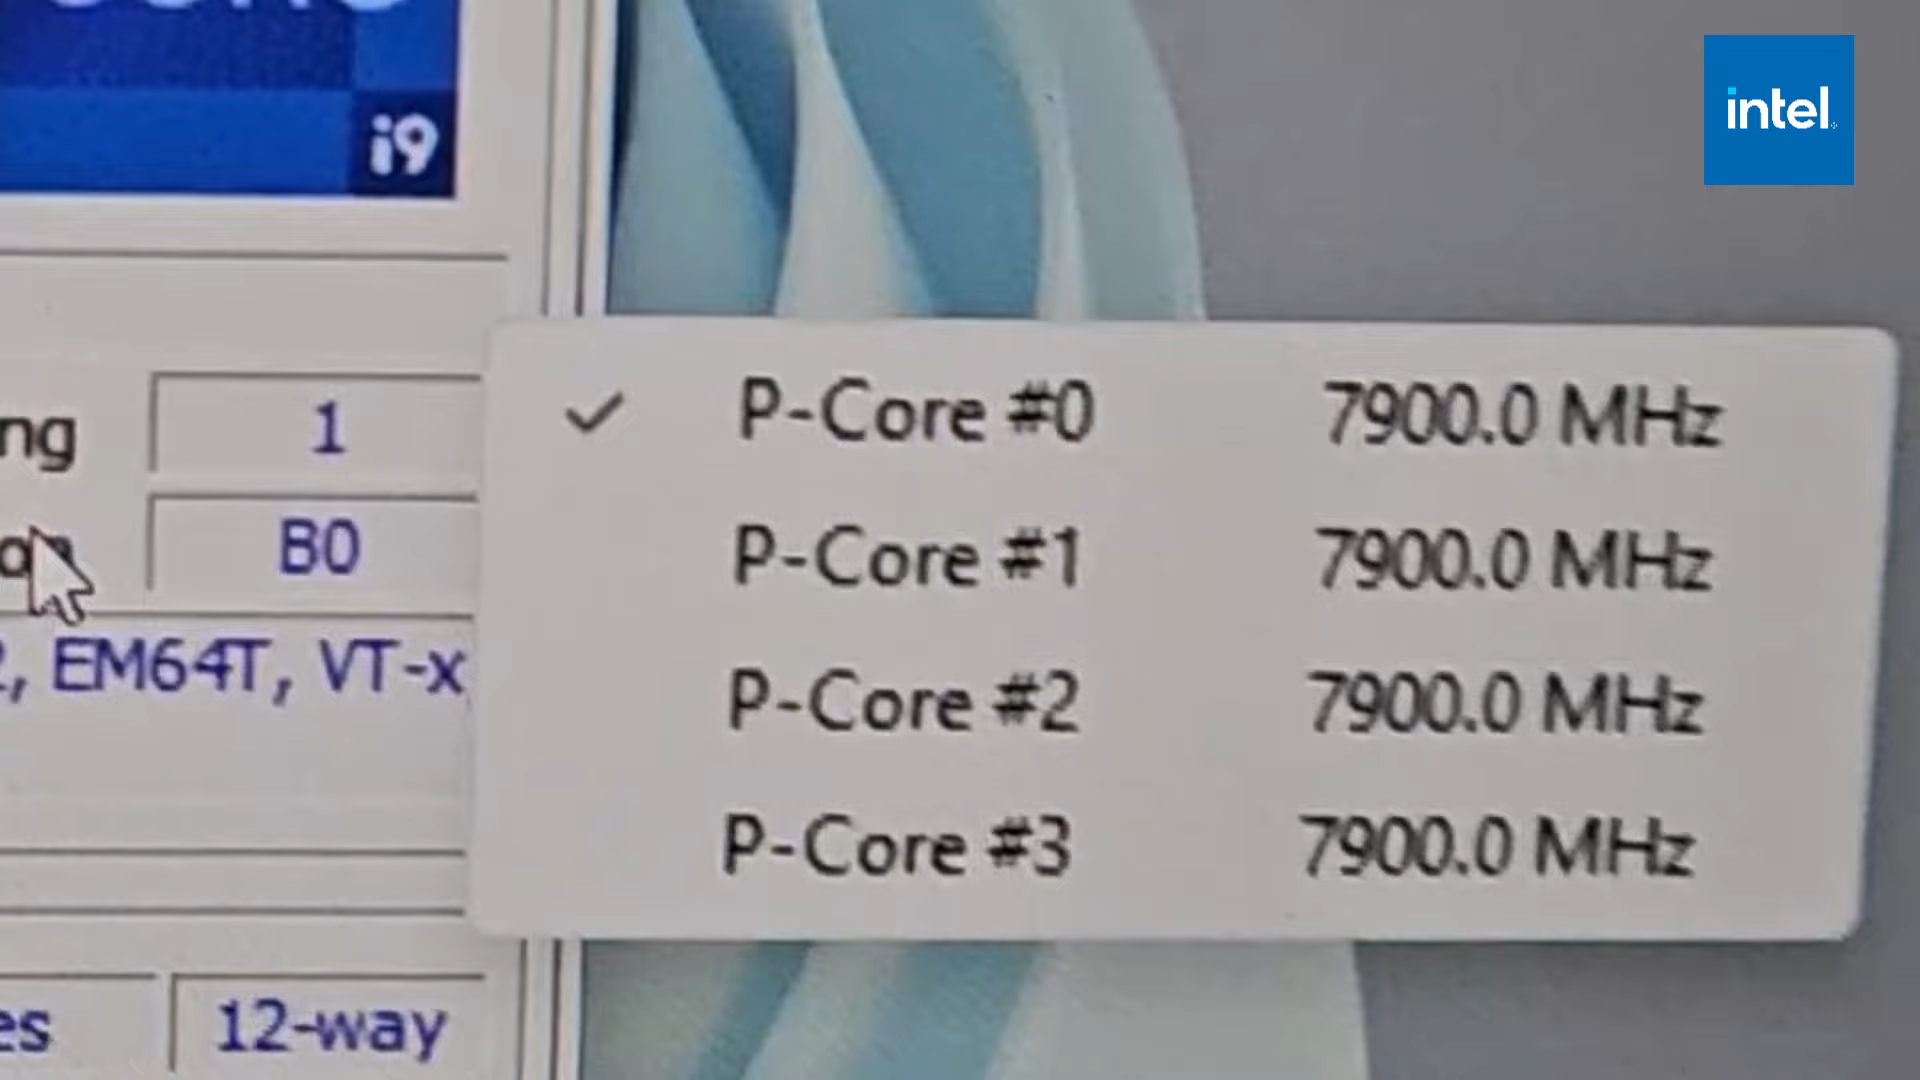 intel.
i9
ng 1
P-Core #0 7900.0 MHz
B0
P-Core #1 7900.0 MHz
, EM64T, VT-x
P-Core #2 7900.0 MHz
P-Core #3 7900.0 MHz
es 12-way